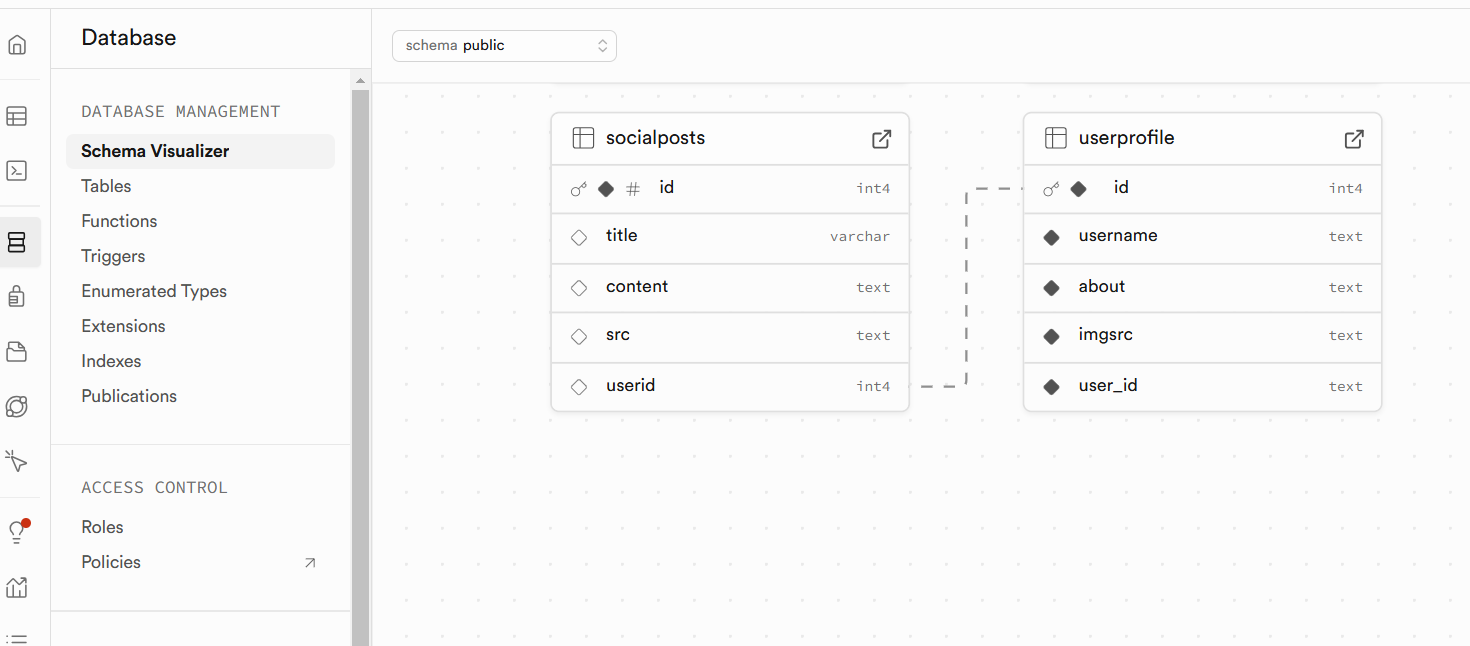 Database
schema public
DATABASE MANAGEMENT
Schema Visualizer
Tables
Functions
Triggers
Enumerated Types
Extensions
Indexes
Publications
ACCESS CONTROL
Roles
Policies
socialposts
# id int4
title varchar
content text
src text
userid int4
userprofile
id int4
username text
about text
imgsrc text
user_id text